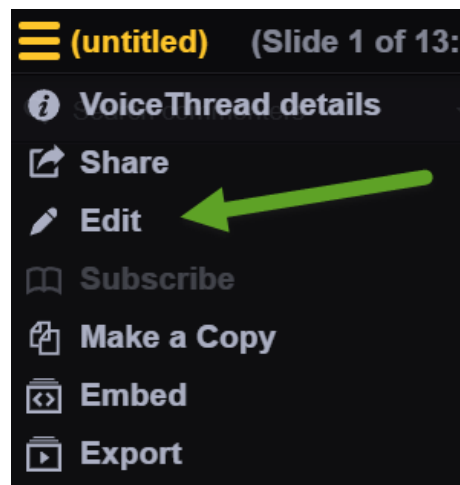 (untitled) (Slide 1 of 13:
VoiceThread details
Share
Edit
Subscribe
Make a Copy
Embed
Export